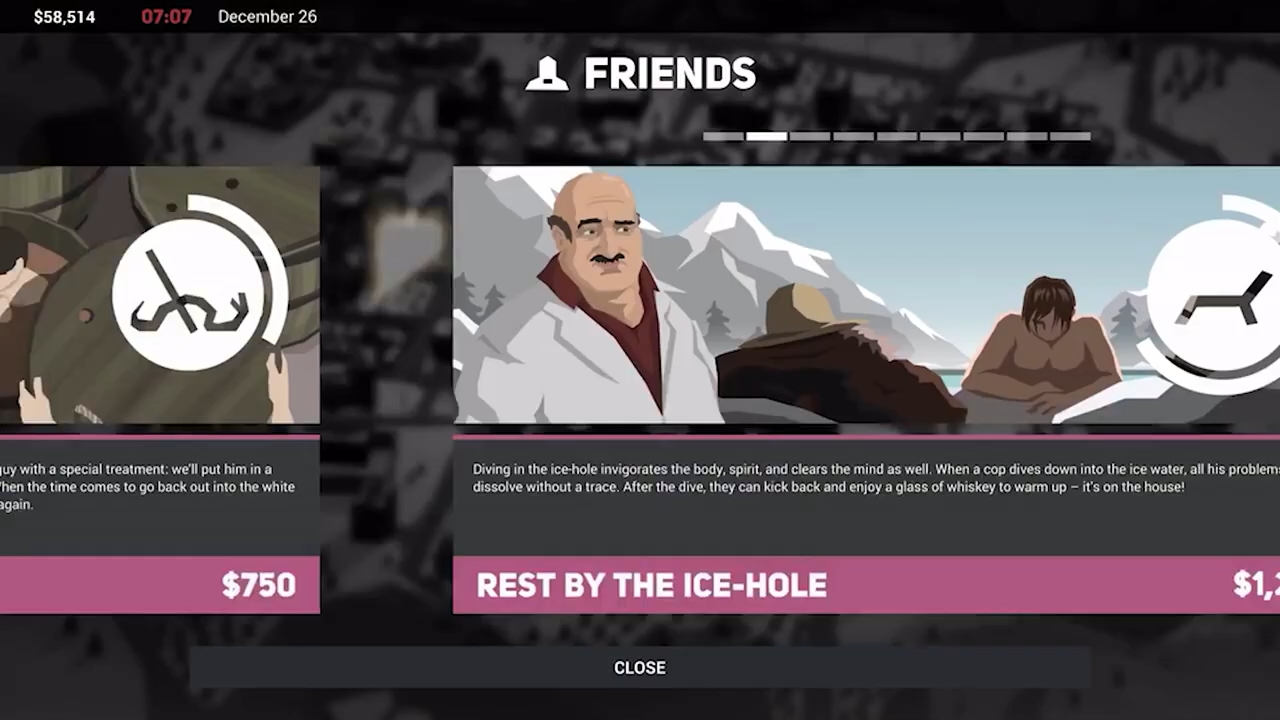 $58,514 07:07 December 26
FRIENDS
guy with a special treatment: we'll put him in a
When the time comes to go back out into the white
again.
$750
Diving in the ice-hole invigorates the body, spirit, and clears the mind as well. When a cop dives down into the ice water, all his problems
dissolve without a trace. After the dive, they can kick back and enjoy a glass of whiskey to warm up – it's on the house!
REST BY THE ICE-HOLE
$1,2
CLOSE